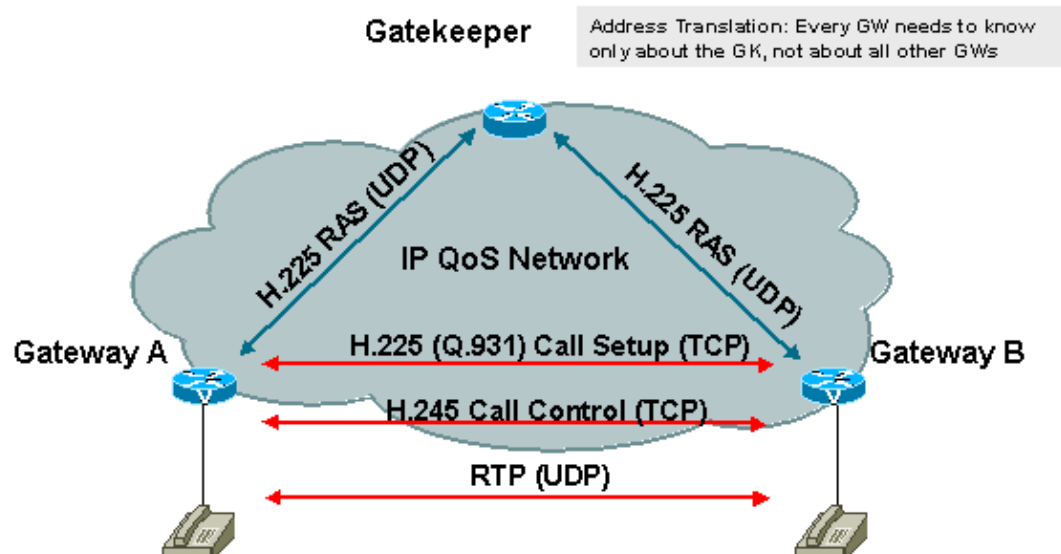 Gatekeeper
Address Translation: Every GW needs to know
only about the GK, not about all other GWs
H.225 RAS (UDP)
H.225 RAS (UDP)
IP QoS Network
Gateway A
H.225 (Q.931) Call Setup (TCP)
Gateway B
H.245 Call Control (TCP)
RTP (UDP)
V
V